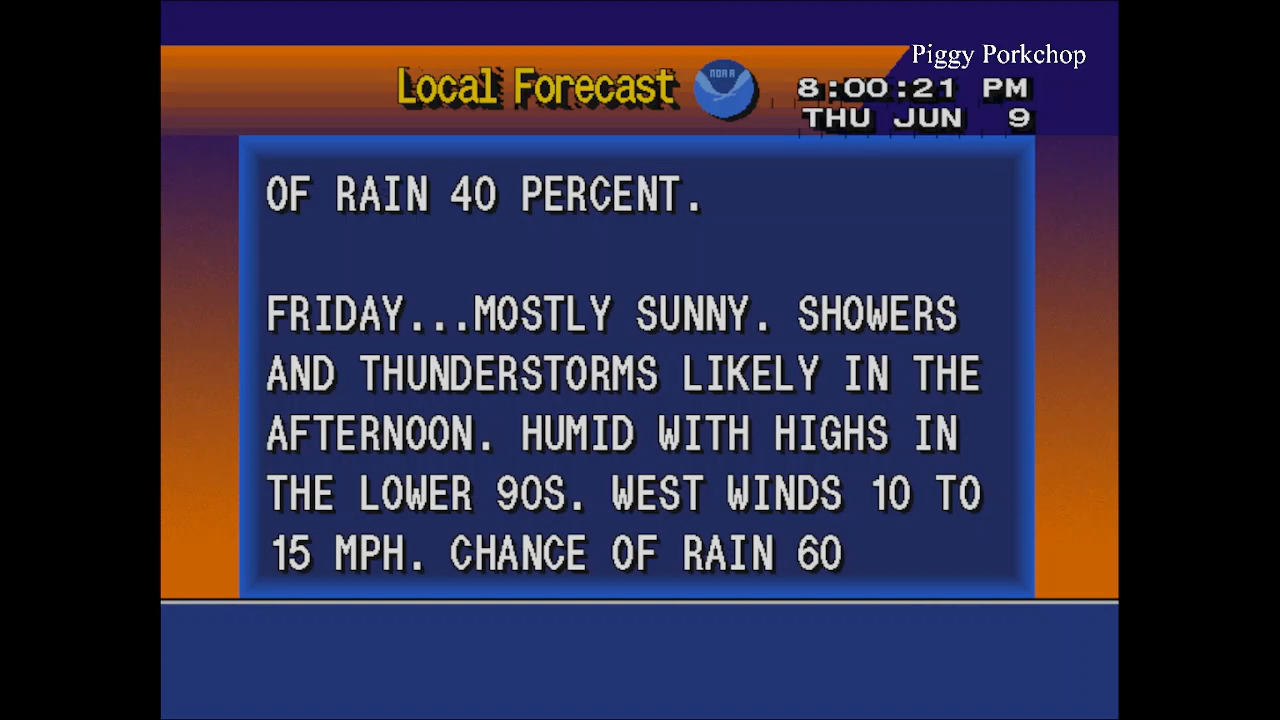 Piggy Porkchop
Local Forecast
NOAA
8:00:21 PM
THU JUN 9
OF RAIN 40 PERCENT.
FRIDAY...MOSTLY SUNNY. SHOWERS
AND THUNDERSTORMS LIKELY IN THE
AFTERNOON. HUMID WITH HIGHS IN
THE LOWER 90S. WEST WINDS 10 TO
15 MPH. CHANCE OF RAIN 60